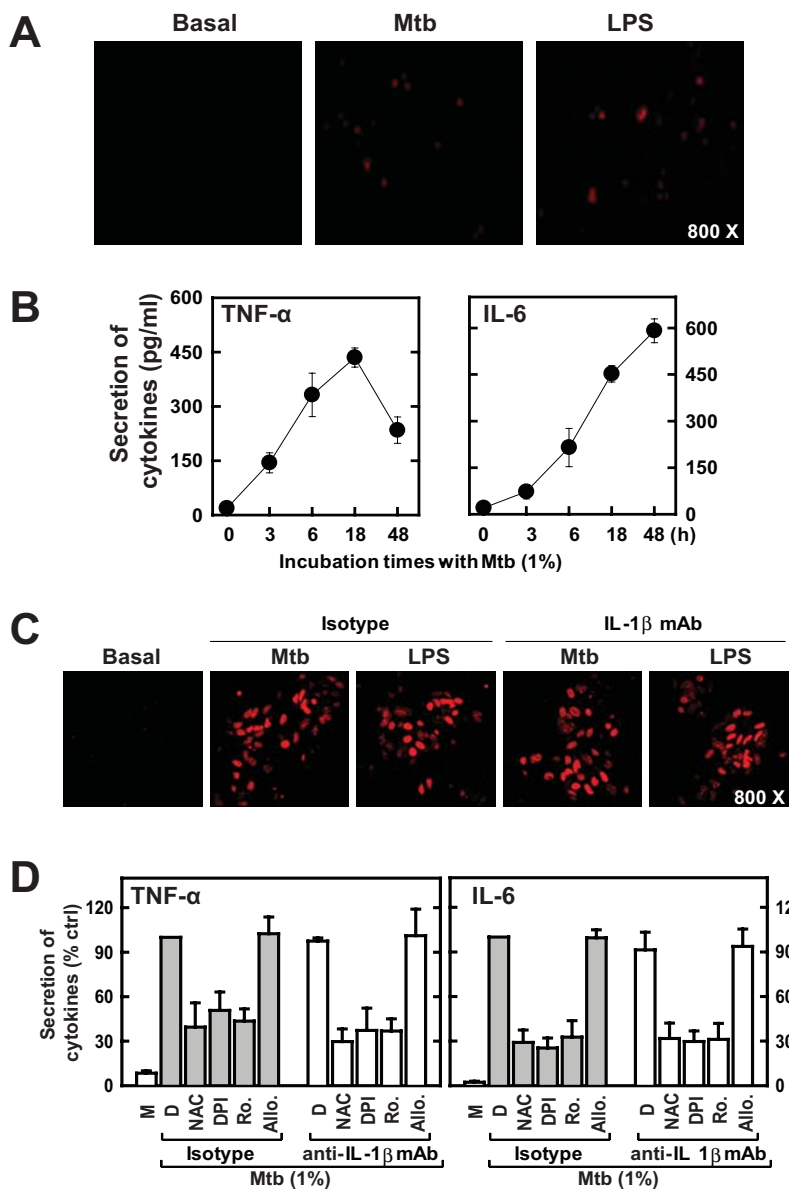 A
Basal Mtb LPS
800 X
B
TNF-α IL-6
Secretion of
cytokines (pg/ml)
600
450
300
150
0
600
450
300
150
0
0 3 6 18 48 0 3 6 18 48 (h)
Incubation times with Mtb (1%)
C
Isotype IL-1β mAb
Basal Mtb LPS Mtb LPS
800 X
D
TNF-α IL-6
Secretion of
cytokines (% ctrl)
120
90
60
30
0
90
60
30
0
M D NAC DPI Ro. Allo. D NAC DPI Ro. Allo. M D NAC DPI Ro. Allo. D NAC DPI Ro. Allo.
Isotype anti-IL-1β mAb Isotype anti-IL 1β mAb
Mtb (1%) Mtb (1%)